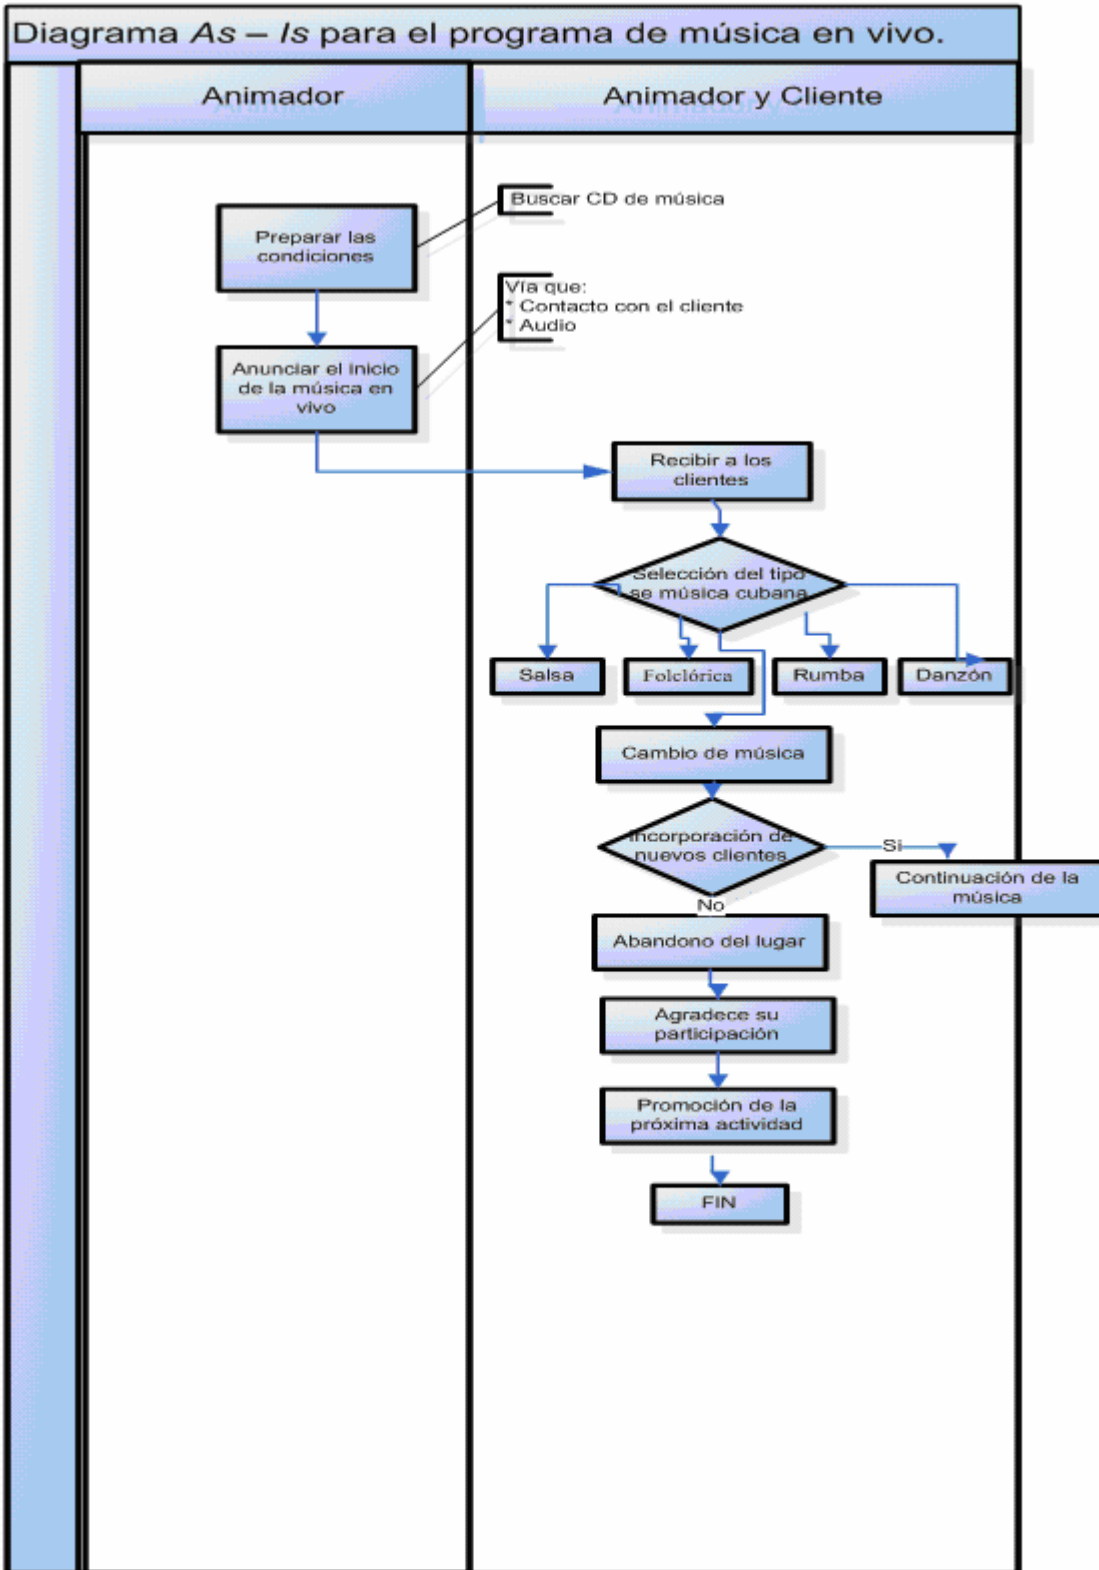 Diagrama As – Is para el programa de música en vivo.
Animador
Animador y Cliente
Buscar CD de música
Preparar las
condiciones
Vía que:
* Contacto con el cliente
* Audio
Anunciar el inicio
de la música en
vivo
Recibir a los
clientes
Selección del tipo
se música cubana
Salsa
Folclórica
Rumba
Danzón
Cambio de música
Incorporación de
nuevos clientes
Si
Continuación de la
música
No
Abandono del lugar
Agradece su
participación
Promoción de la
próxima actividad
FIN